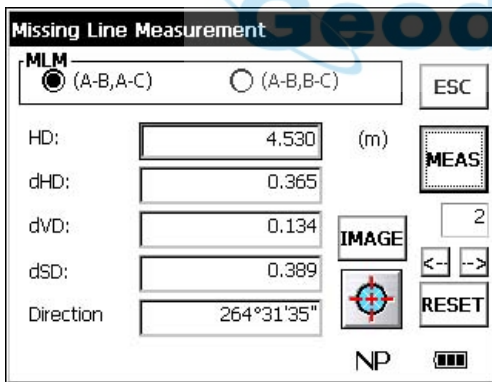 Geod
Missing Line Measurement
MLM
(A-B,A-C) (A-B,B-C) ESC
HD: 4.530 (m) MEAS
dHD: 0.365
dVD: 0.134 IMAGE 2
dSD: 0.389 <-- -->
Direction 264°31'35" RESET
NP